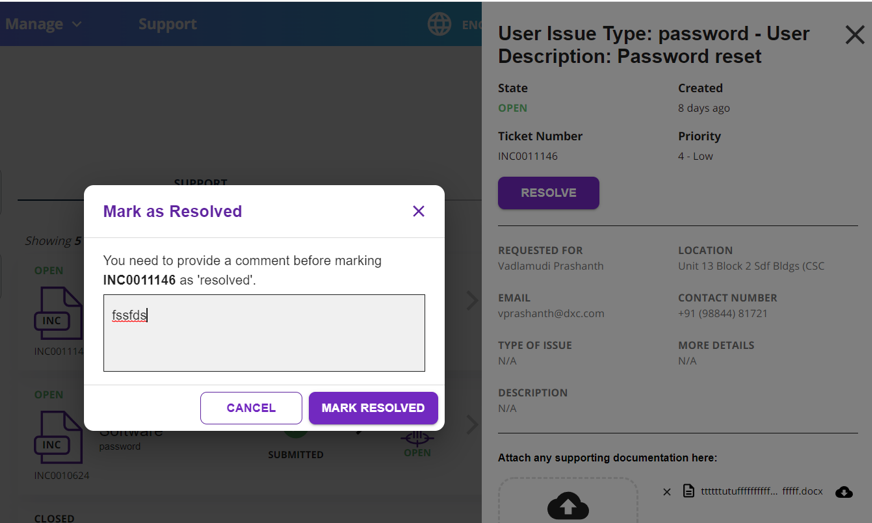 Manage
Support
ENG
SUPPORT
Showing 5
OPEN
INC
INC001114
OPEN
INC
INC0010624
Software
password
SUBMITTED
OPEN
CLOSED
Mark as Resolved
You need to provide a comment before marking
INC0011146 as 'resolved'.
fssfds
CANCEL
MARK RESOLVED
User Issue Type: password - User
Description: Password reset
State
Created
OPEN
8 days ago
Ticket Number
Priority
INC0011146
4 - Low
RESOLVE
REQUESTED FOR
LOCATION
Vadlamudi Prashanth
Unit 13 Block 2 Sdf Bldgs (CSC
EMAIL
CONTACT NUMBER
vprashanth@dxc.com
+91 (98844) 81721
TYPE OF ISSUE
MORE DETAILS
N/A
N/A
DESCRIPTION
N/A
Attach any supporting documentation here: